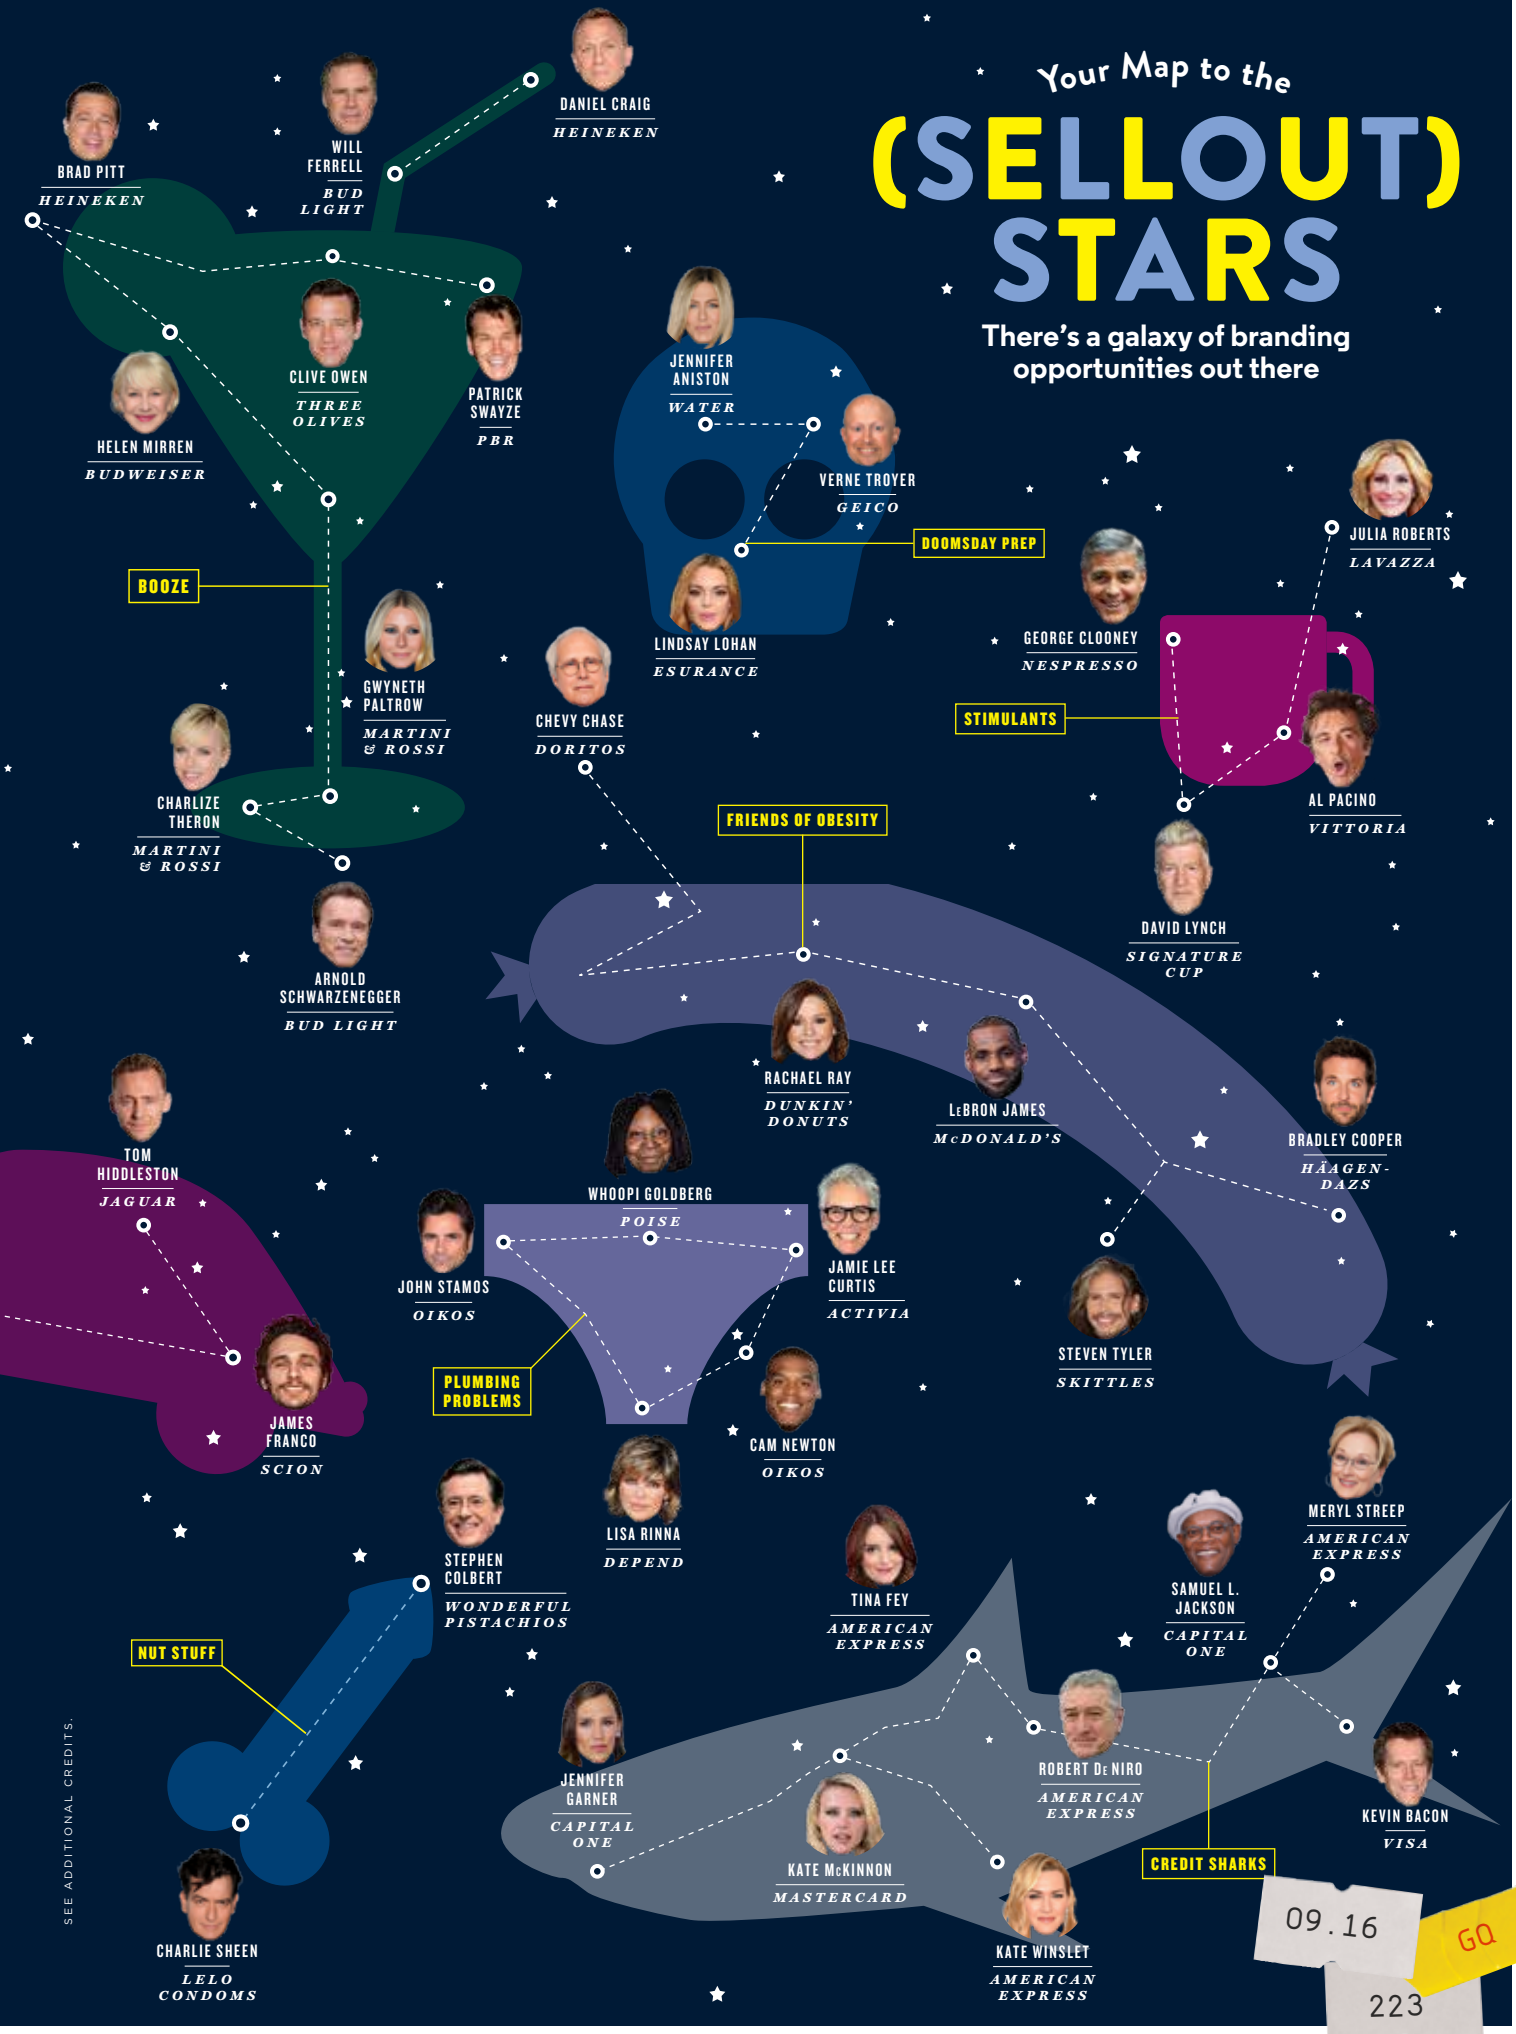 Your Map to the
(SELLOUT)
STARS
There's a galaxy of branding
opportunities out there
DANIEL CRAIG
HEINEKEN
WILL
FERRELL
BUD
LIGHT
BRAD PITT
HEINEKEN
CLIVE OWEN
THREE
OLIVES
PATRICK
SWAYZE
PBR
HELEN MIRREN
BUDWEISER
BOOZE
GWYNETH
PALTROW
MARTINI
& ROSSI
CHARLIZE
THERON
MARTINI
& ROSSI
ARNOLD
SCHWARZENEGGER
BUD LIGHT
JENNIFER
ANISTON
WATER
VERNE TROYER
GEICO
DOOMSDAY PREP
LINDSAY LOHAN
ESURANCE
JULIA ROBERTS
LAVAZZA
GEORGE CLOONEY
NESPRESSO
STIMULANTS
AL PACINO
VITTORIA
DAVID LYNCH
SIGNATURE
CUP
CHEVY CHASE
DORITOS
FRIENDS OF OBESITY
RACHAEL RAY
DUNKIN'
DONUTS
LeBRON JAMES
McDONALD'S
BRADLEY COOPER
HÄAGEN-
DAZS
STEVEN TYLER
SKITTLES
TOM
HIDDLESTON
JAGUAR
JAMES
FRANCO
SCION
WHOOPI GOLDBERG
POISE
JOHN STAMOS
OIKOS
JAMIE LEE
CURTIS
ACTIVIA
PLUMBING
PROBLEMS
CAM NEWTON
OIKOS
LISA RINNA
DEPEND
STEPHEN
COLBERT
WONDERFUL
PISTACHIOS
NUT STUFF
CHARLIE SHEEN
LELO
CONDOMS
MERYL STREEP
AMERICAN
EXPRESS
SAMUEL L.
JACKSON
CAPITAL
ONE
TINA FEY
AMERICAN
EXPRESS
ROBERT De NIRO
AMERICAN
EXPRESS
JENNIFER
GARNER
CAPITAL
ONE
KATE McKINNON
MASTERCARD
KEVIN BACON
VISA
CREDIT SHARKS
KATE WINSLET
AMERICAN
EXPRESS
SEE ADDITIONAL CREDITS.
09.16
GQ
223